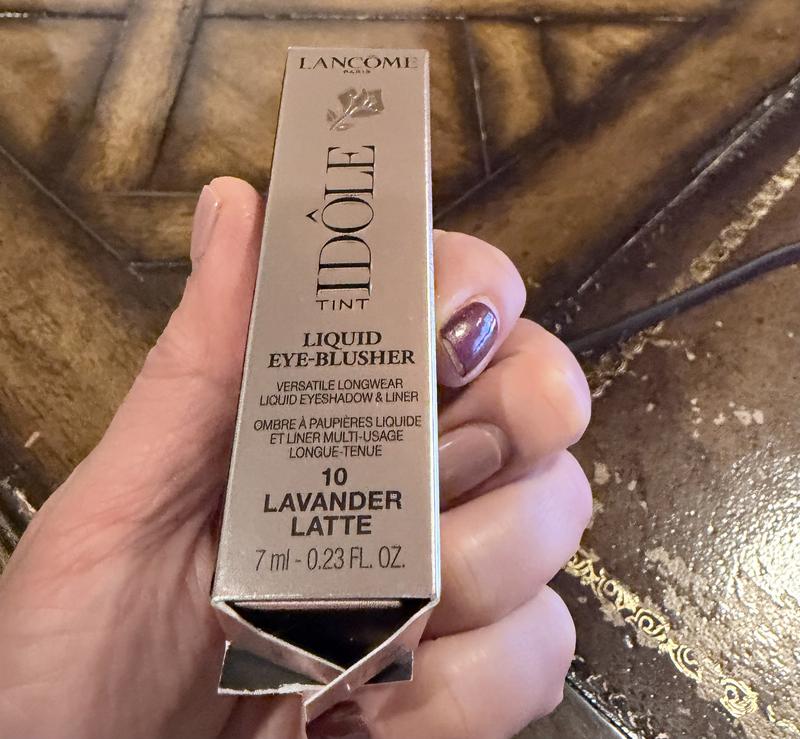 LANCÔME
PARIS
IDÔLE
TINT
LIQUID
EYE-BLUSHER
VERSATILE LONGWEAR
LIQUID EYESHADOW & LINER
OMBRE À PAUPIÈRES LIQUIDE
ET LINER MULTI-USAGE
LONGUE-TENUE
10
LAVANDER
LATTE
7 ml - 0.23 FL. OZ.